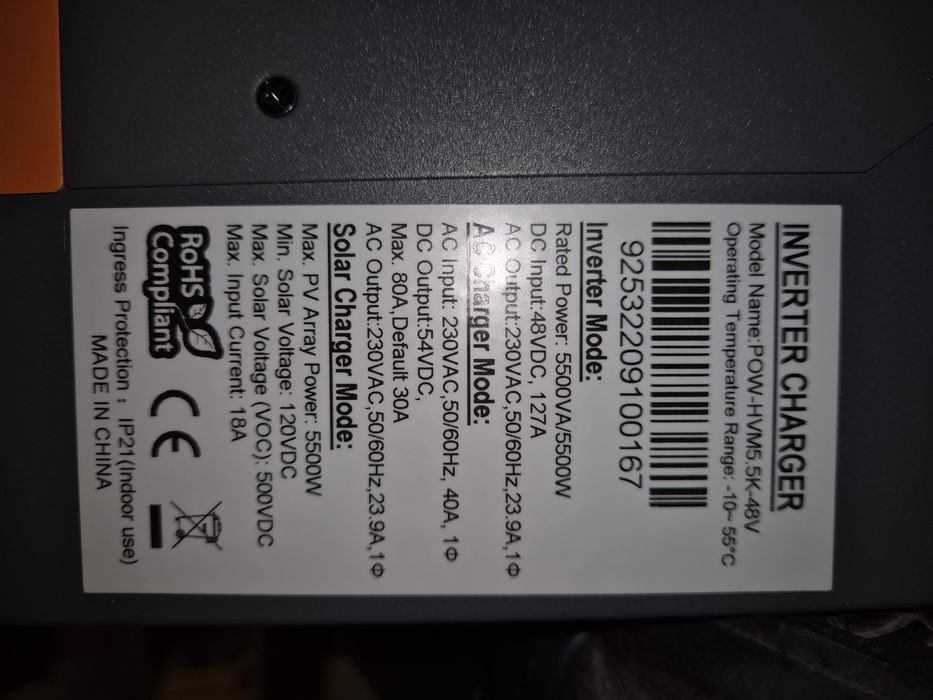 INVERTER CHARGER
Model Name:POW-HVM5.5K-48V
Operating Temperature Range: -10~ 55°C
92532209100167
Inverter Mode:
Rated Power: 5500VA/5500W
DC Input:48VDC, 127A
AC Output:230VAC,50/60Hz,23.9A,1Φ
AC Charger Mode:
AC Input: 230VAC,50/60Hz, 40A, 1Φ
DC Output:54VDC,
Max. 80A,Default 30A
AC Output:230VAC,50/60Hz,23.9A,1Φ
Solar Charger Mode:
Max. PV Array Power: 5500W
Min. Solar Voltage: 120VDC
Max. Solar Voltage (VOC): 500VDC
Max. Input Current: 18A
RoHS
Compliant
CE
Ingress Protection : IP21(Indoor use)
MADE IN CHINA